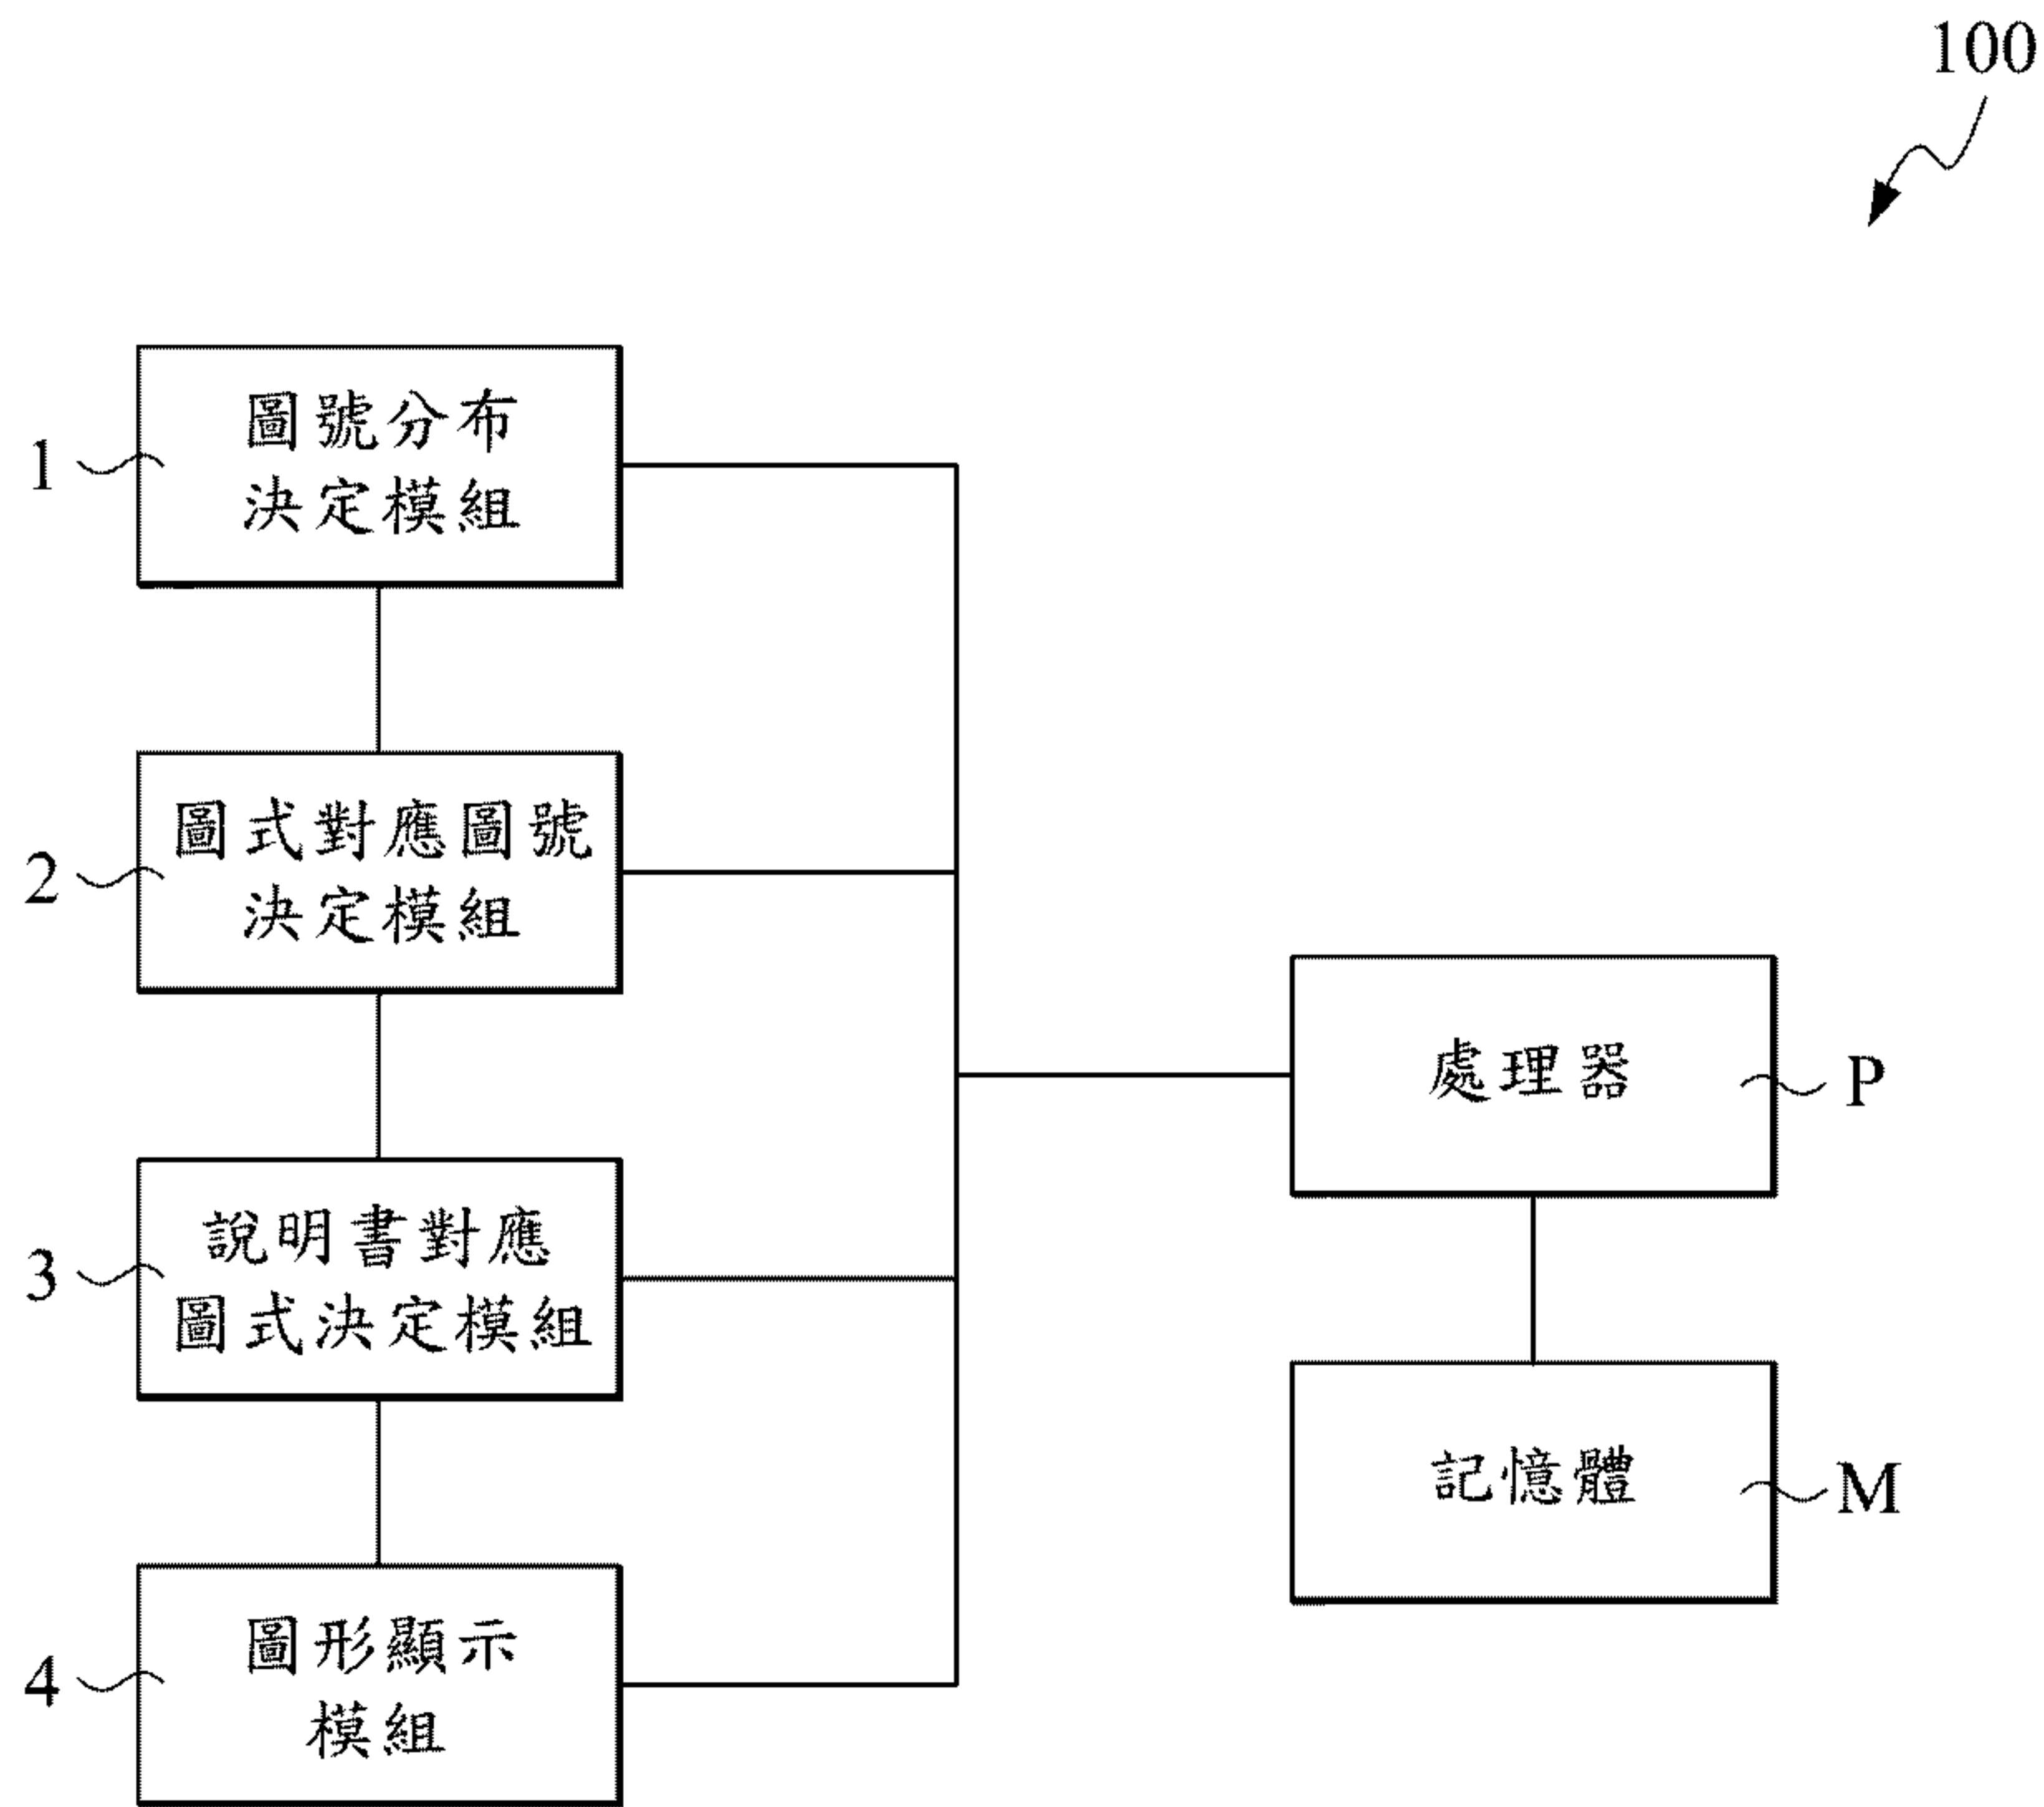 100
圖號分布
決定模組
1
圖式對應圖號
決定模組
2
處理器
P
說明書對應
圖式決定模組
3
記憶體
M
圖形顯示
模組
4